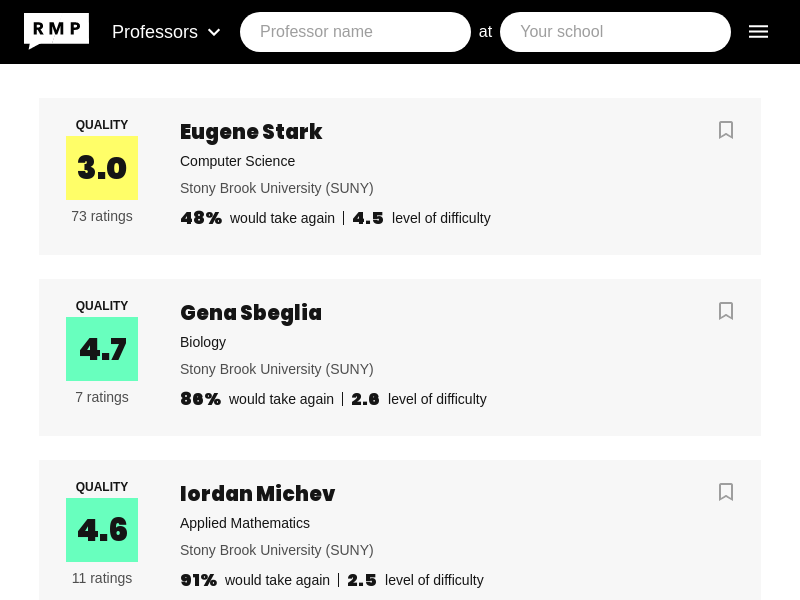 RMP Professors Professor name at Your school
QUALITY
3.0
73 ratings
Eugene Stark
Computer Science
Stony Brook University (SUNY)
48% would take again | 4.5 level of difficulty
QUALITY
4.7
7 ratings
Gena Sbeglia
Biology
Stony Brook University (SUNY)
86% would take again | 2.6 level of difficulty
QUALITY
4.6
11 ratings
Iordan Michev
Applied Mathematics
Stony Brook University (SUNY)
91% would take again | 2.5 level of difficulty